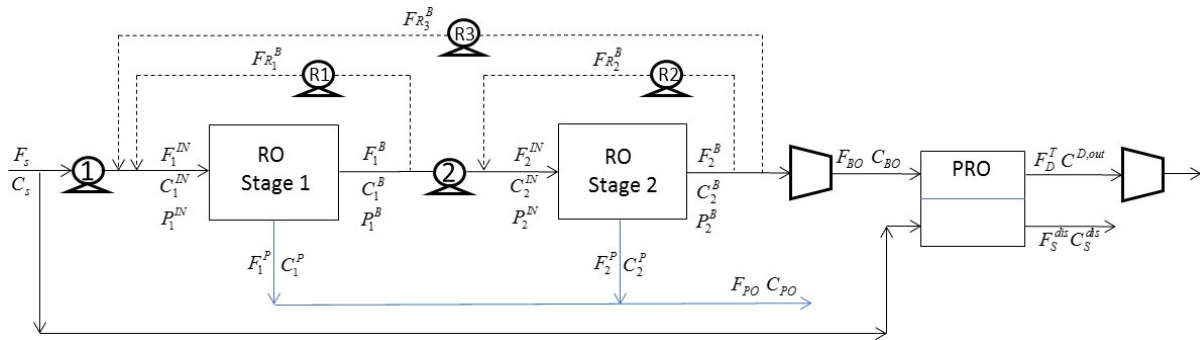 F_{R_3}^B
R3
F_{R_1}^B
R1
F_{R_2}^B
R2
F_s
C_s
1
F_1^{IN}
C_1^{IN}
P_1^{IN}
RO
Stage 1
F_1^B
C_1^B
P_1^B
2
F_2^{IN}
C_2^{IN}
P_2^{IN}
RO
Stage 2
F_2^B
C_2^B
P_2^B
F_{BO} C_{BO}
PRO
F_D^T C^{D,out}
F_S^{dis} C_S^{dis}
F_1^P C_1^P
F_2^P C_2^P
F_{PO} C_{PO}